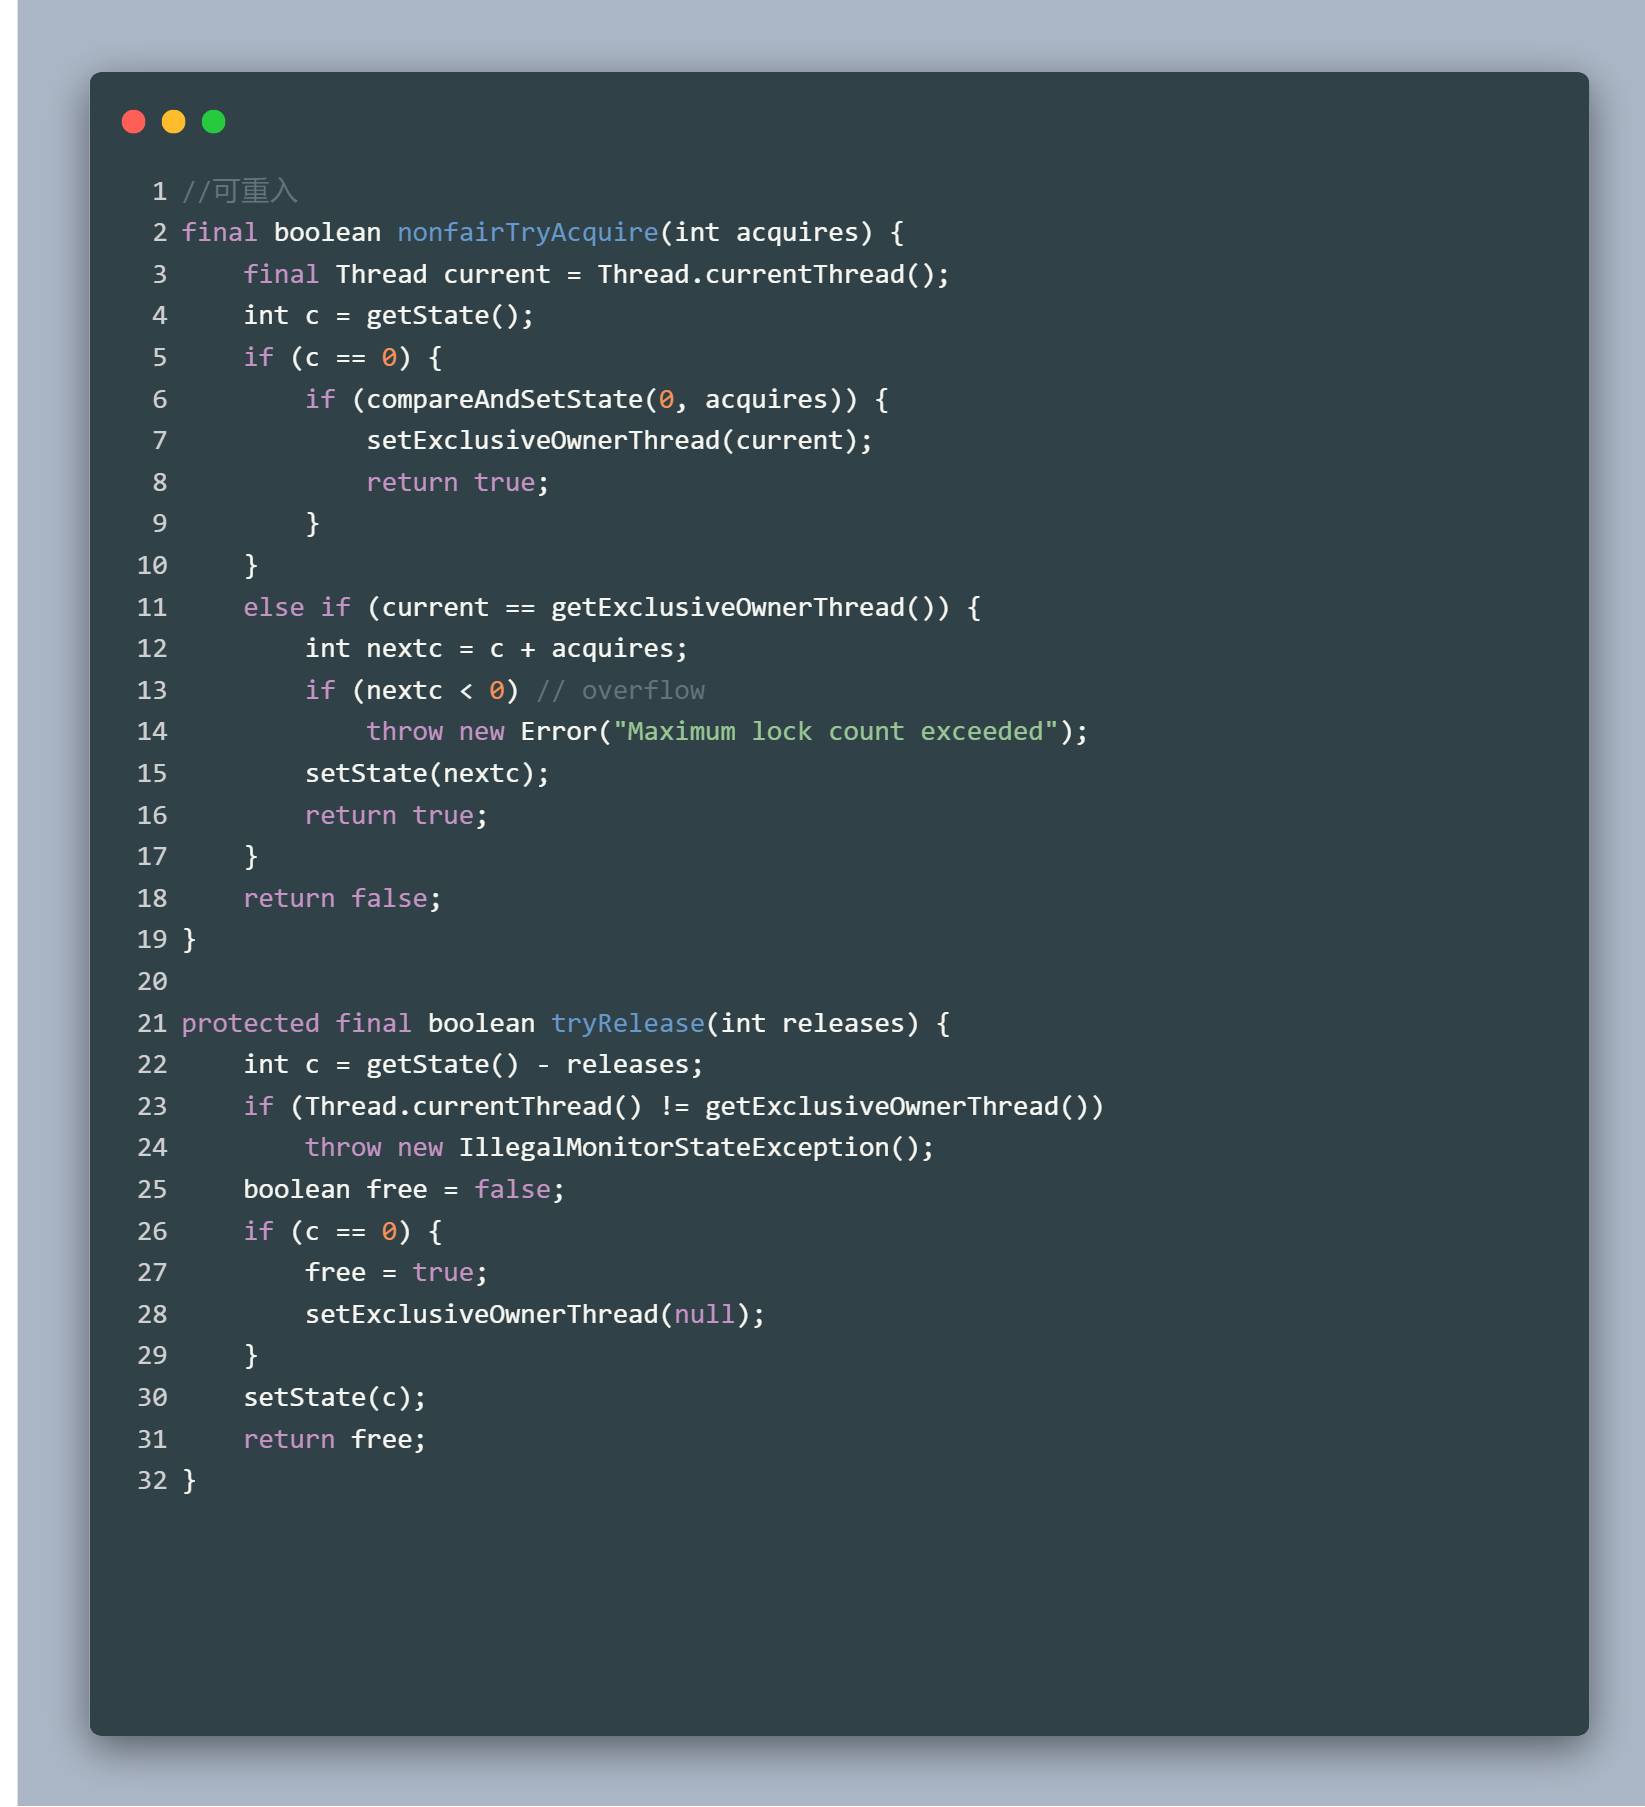 1 //可重入
2 final boolean nonfairTryAcquire(int acquires) {
3     final Thread current = Thread.currentThread();
4     int c = getState();
5     if (c == 0) {
6         if (compareAndSetState(0, acquires)) {
7             setExclusiveOwnerThread(current);
8             return true;
9         }
10     }
11     else if (current == getExclusiveOwnerThread()) {
12         int nextc = c + acquires;
13         if (nextc < 0) // overflow
14             throw new Error("Maximum lock count exceeded");
15         setState(nextc);
16         return true;
17     }
18     return false;
19 }
20
21 protected final boolean tryRelease(int releases) {
22     int c = getState() - releases;
23     if (Thread.currentThread() != getExclusiveOwnerThread())
24         throw new IllegalMonitorStateException();
25     boolean free = false;
26     if (c == 0) {
27         free = true;
28         setExclusiveOwnerThread(null);
29     }
30     setState(c);
31     return free;
32 }